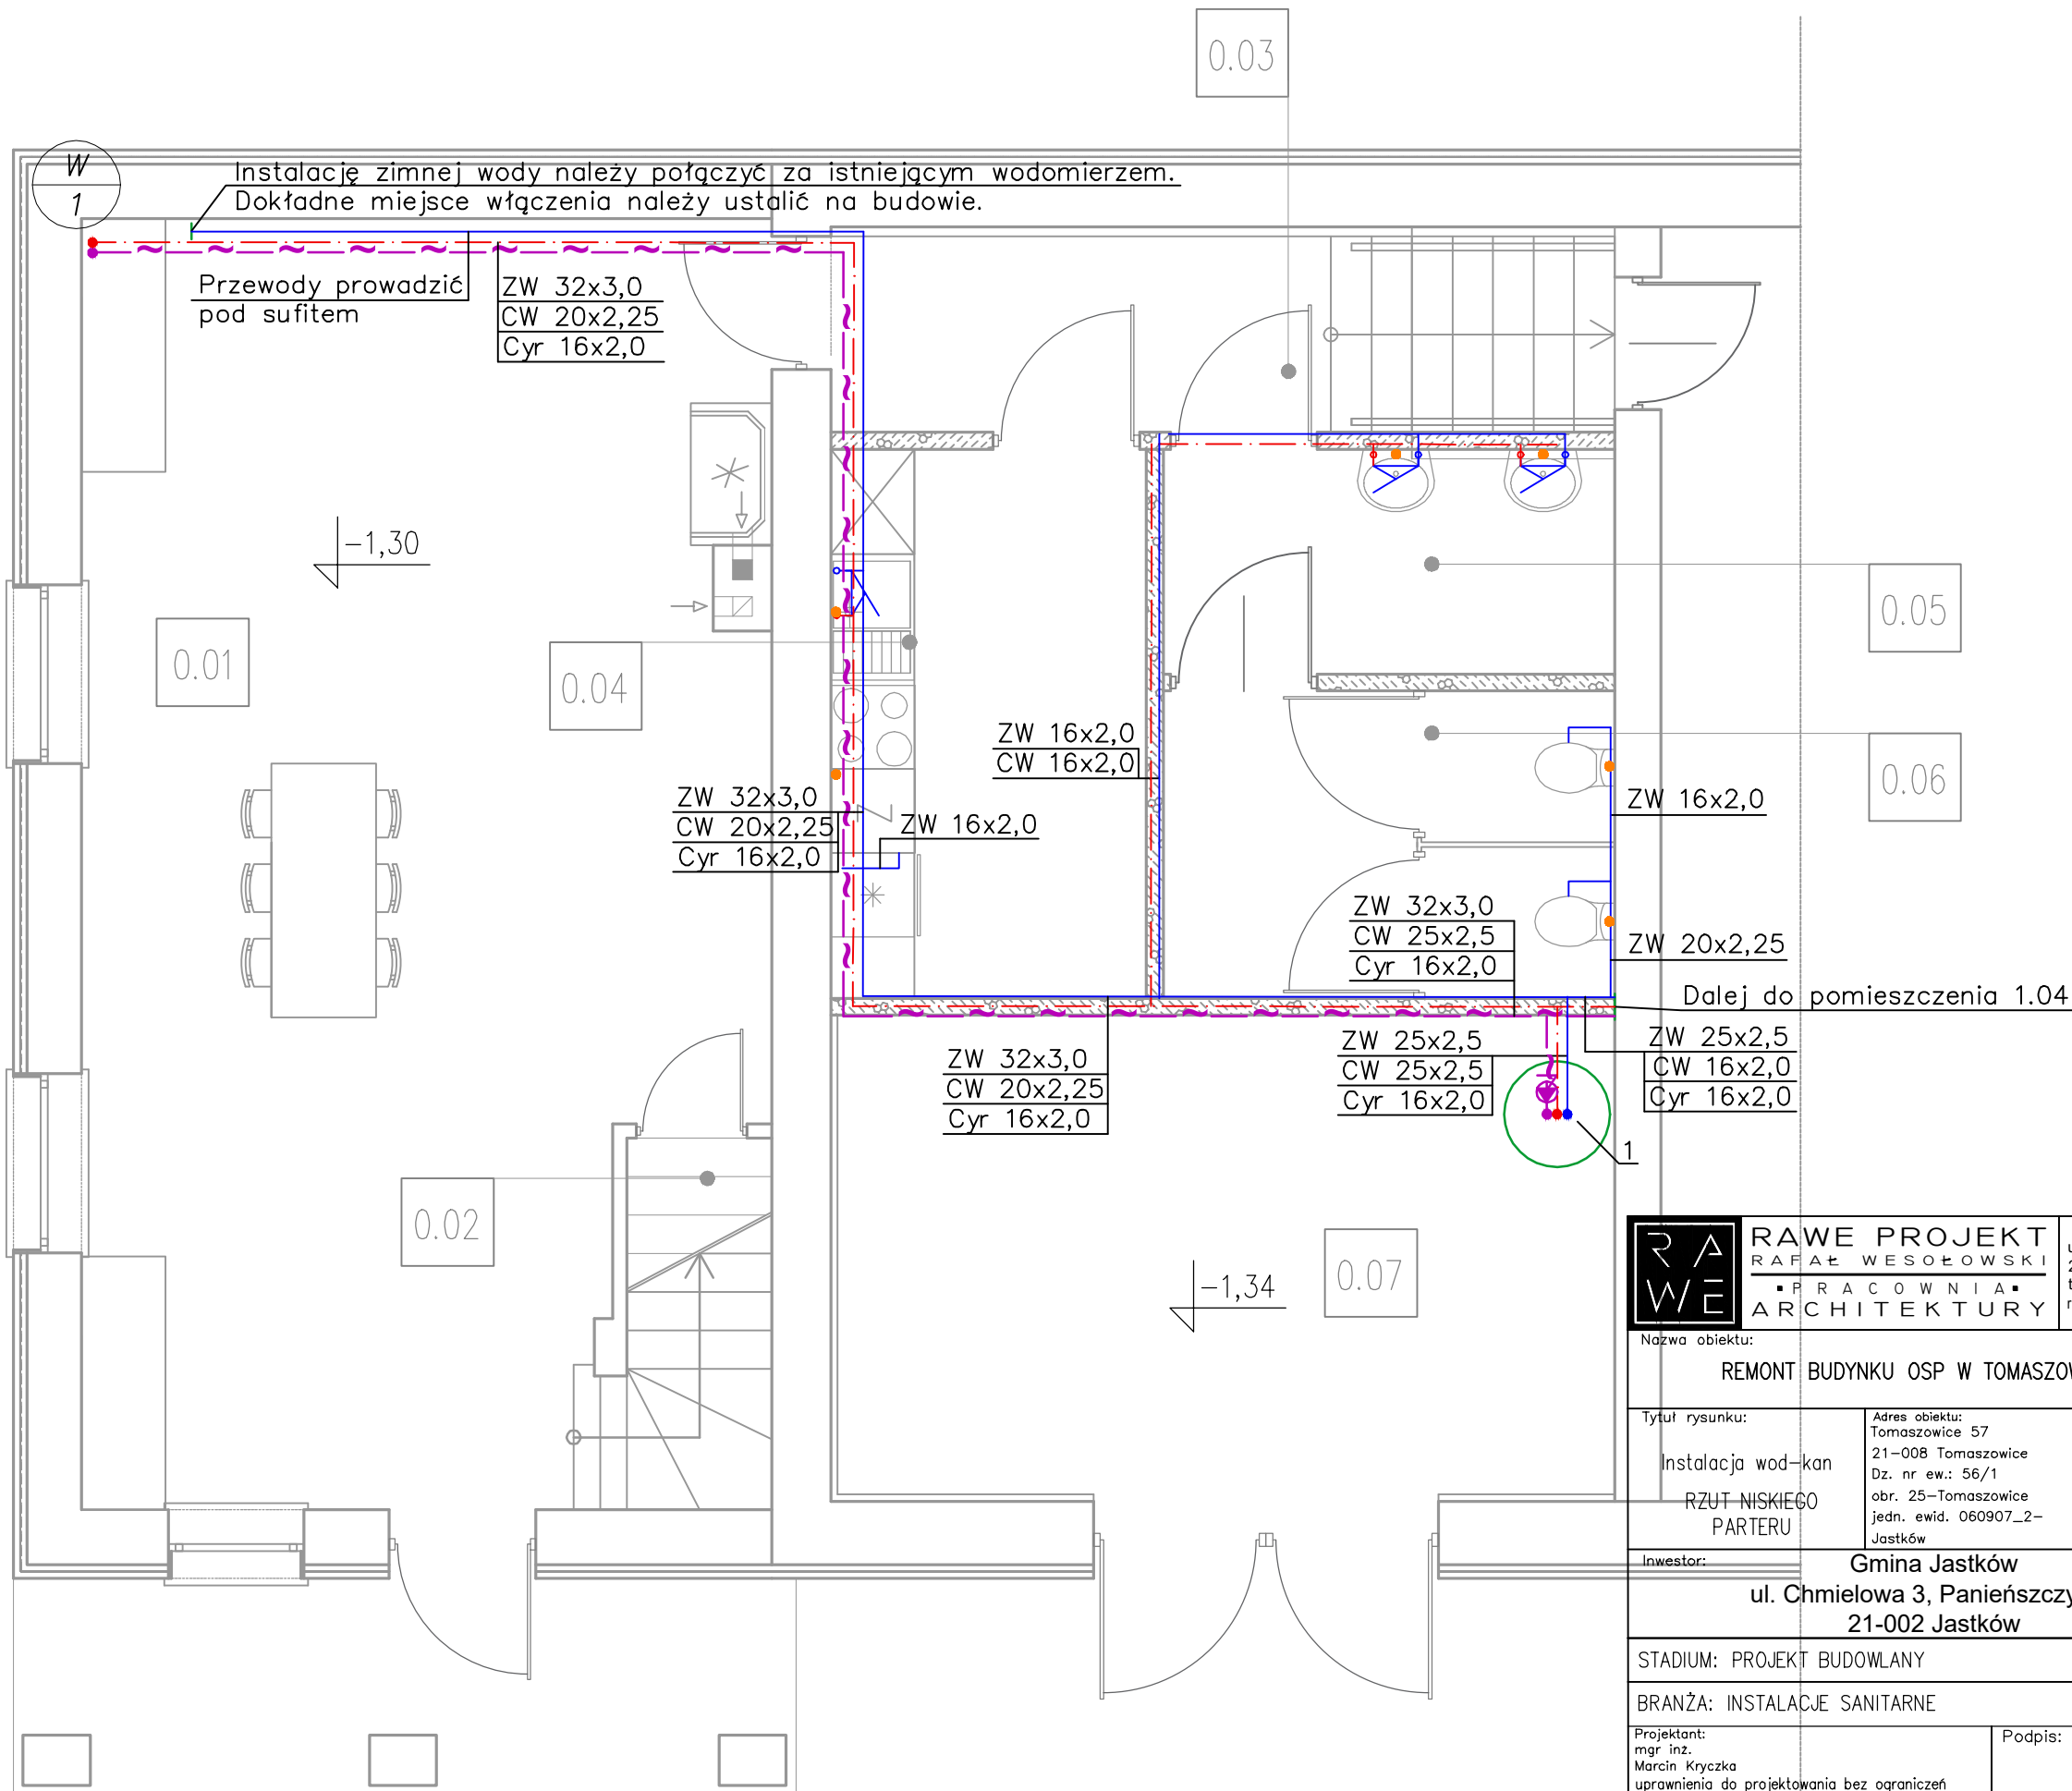 0.03
W
1
Instalację zimnej wody należy połączyć za istniejącym wodomierzem.
Dokładne miejsce włączenia należy ustalić na budowie.
Przewody prowadzić
pod sufitem
ZW 32x3,0
CW 20x2,25
Cyr 16x2,0
-1,30
0.01
0.04
0.05
0.06
ZW 16x2,0
CW 16x2,0
ZW 32x3,0
CW 20x2,25
Cyr 16x2,0
ZW 16x2,0
ZW 16x2,0
ZW 32x3,0
CW 25x2,5
Cyr 16x2,0
ZW 20x2,25
Dalej do pomieszczenia 1.04
ZW 32x3,0
CW 20x2,25
Cyr 16x2,0
ZW 25x2,5
CW 25x2,5
Cyr 16x2,0
ZW 25x2,5
CW 16x2,0
Cyr 16x2,0
1
0.02
-1,34
0.07
RA
WE
RAWE PROJEKT
RAFAŁ WESOŁOWSKI
▪PRACOWNIA▪
ARCHITEKTURY
Nazwa obiektu:
REMONT BUDYNKU OSP W
Tytuł rysunku:
Instalacja wod-kan
RZUT NISKIEGO
PARTERU
Adres obiektu:
Tomaszowice 57
21-008 Tomaszowice
Dz. nr ew.: 56/1
obr. 25-Tomaszowice
jedn. ewid. 060907_2-
Jastków
Inwestor:
Gmina Jastków
ul. Chmielowa 3,
21-002 Jastków
STADIUM: PROJEKT BUDOWLANY
BRANŻA: INSTALACJE SANITARNE
Projektant:
mgr inż.
Marcin Kryczka
uprawnienia do projektowania bez ograniczeń
Podpis: